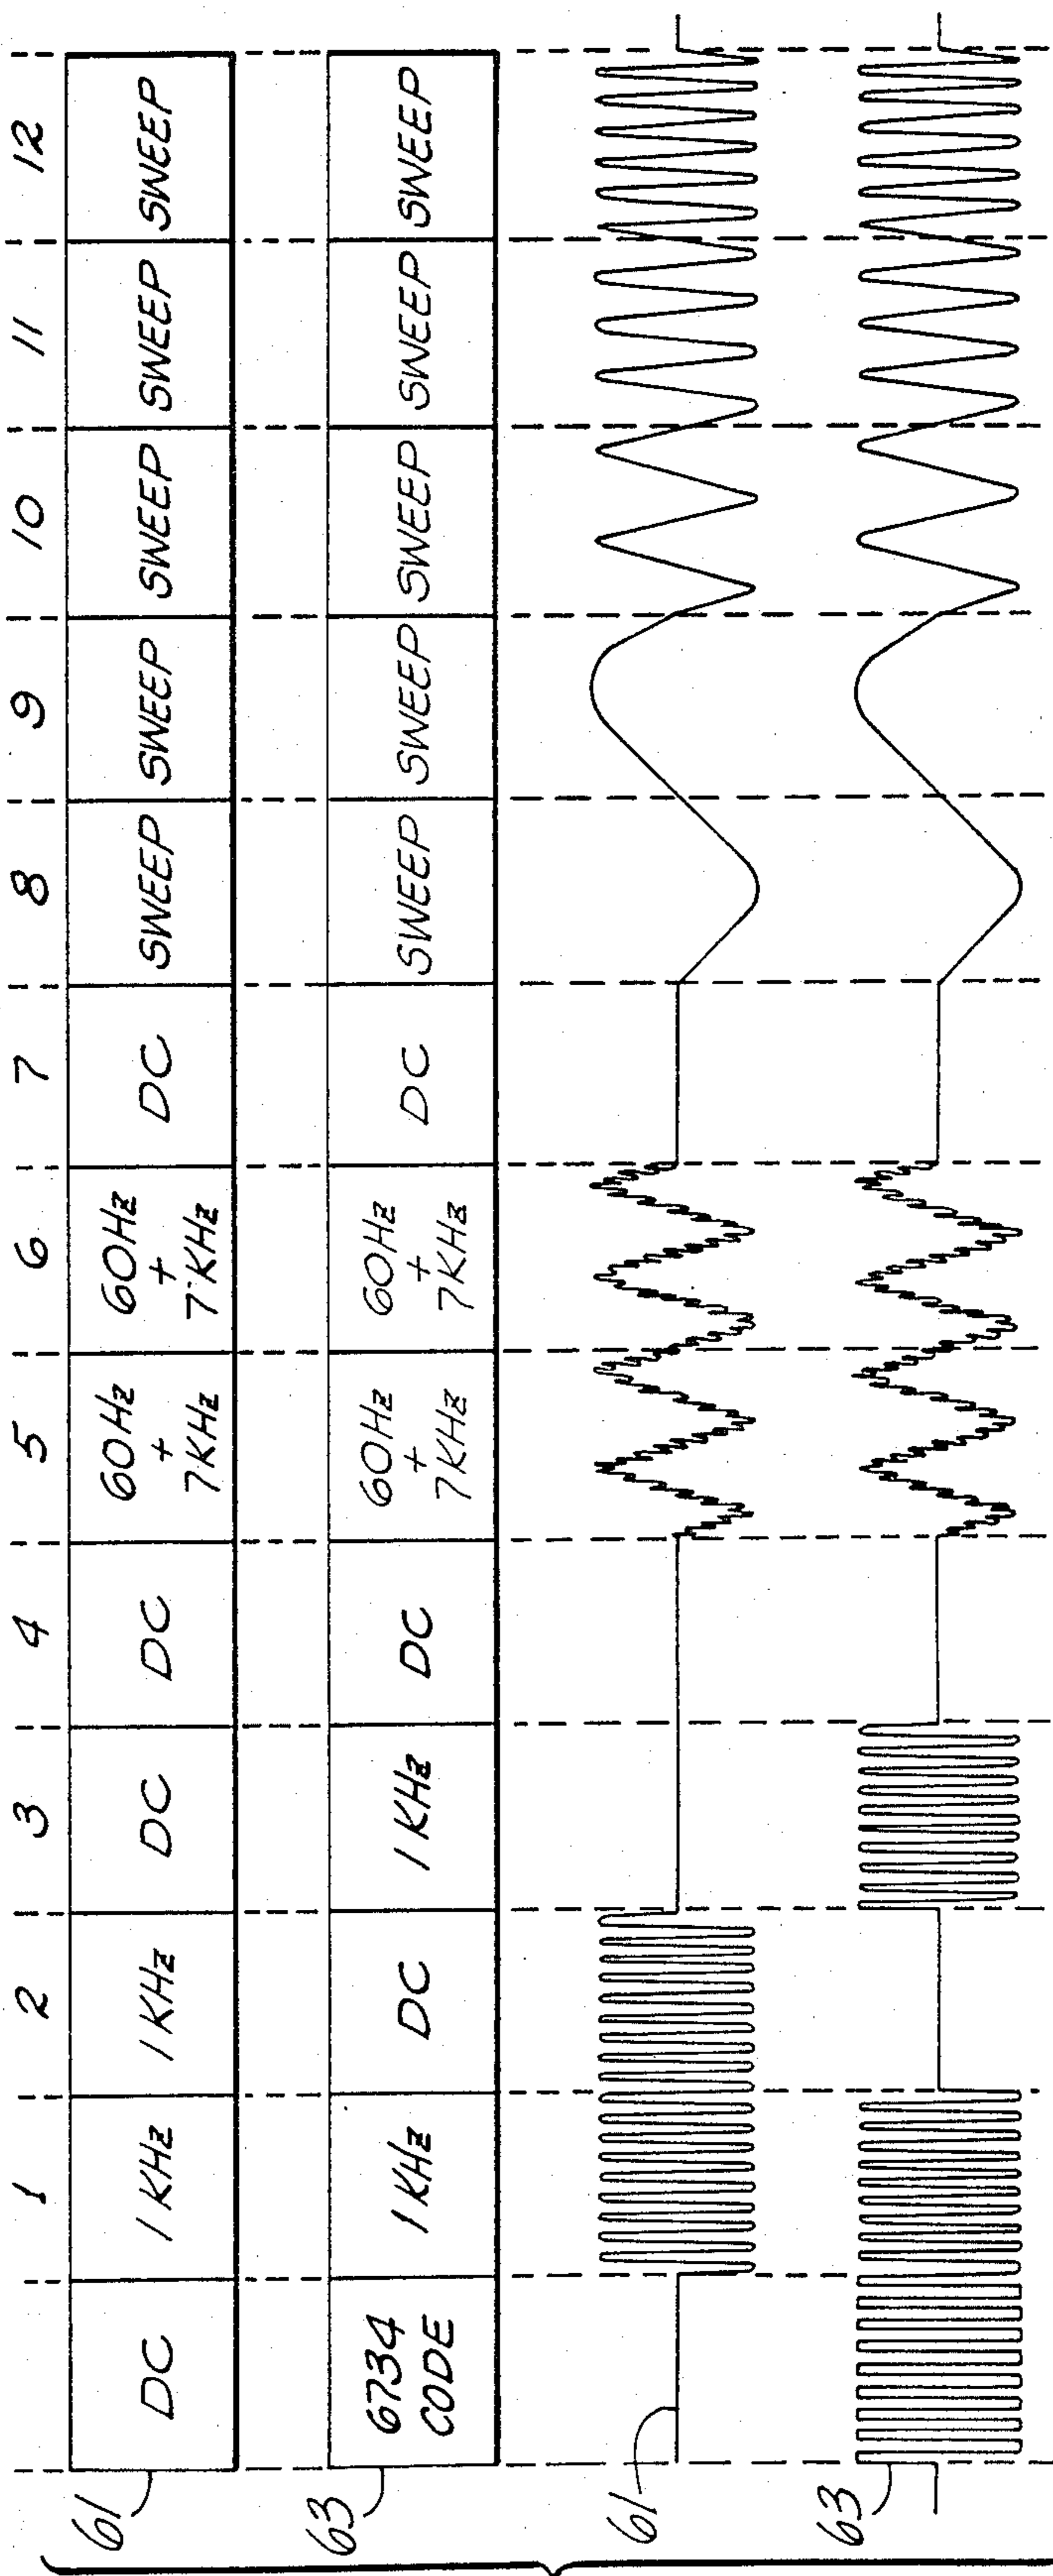 1 2 3 4 5 6 7 8 9 10 11 12
61 DC 1KHz 1KHz DC DC 60Hz + 7KHz 60Hz + 7KHz DC SWEEP SWEEP SWEEP SWEEP SWEEP
63 6734 CODE 1KHz DC 1KHz DC 60Hz + 7KHz 60Hz + 7KHz DC SWEEP SWEEP SWEEP SWEEP SWEEP
61
63